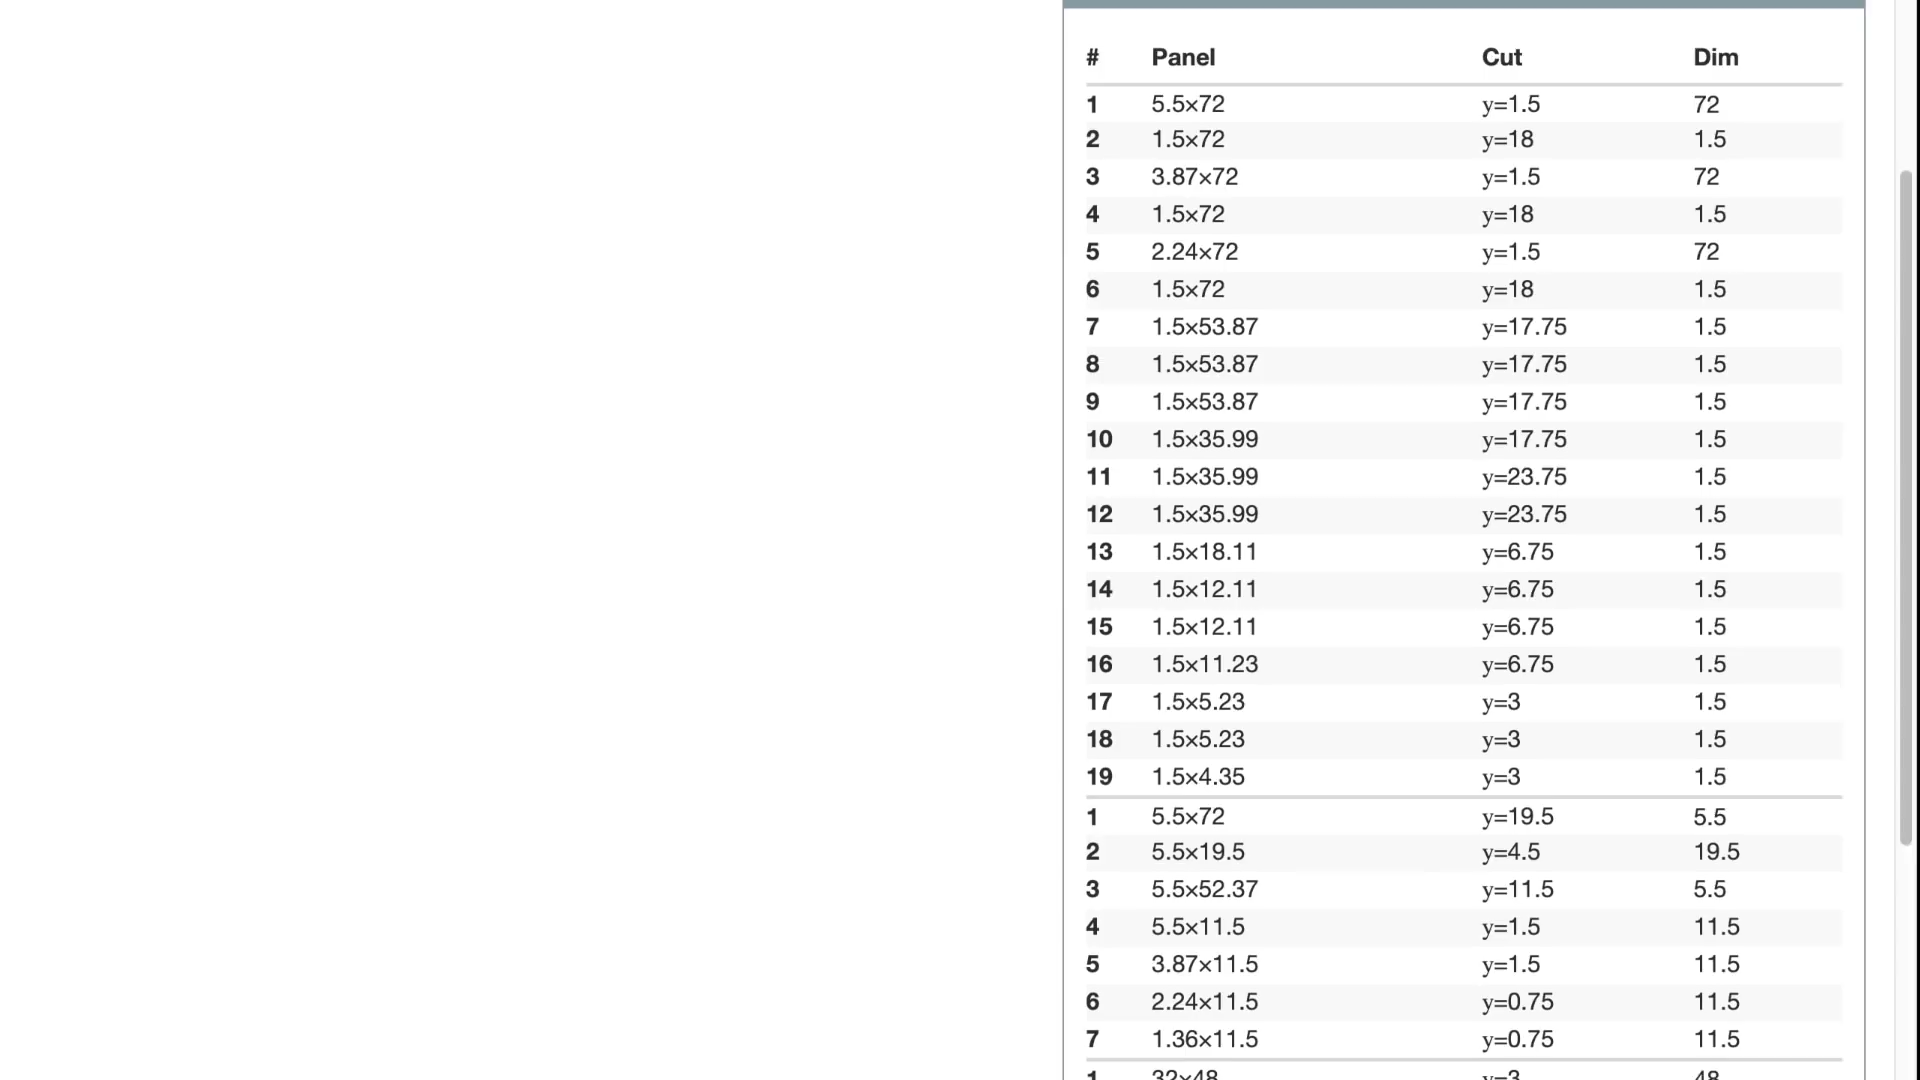 # Panel Cut Dim
1 5.5×72 y=1.5 72
2 1.5×72 y=18 1.5
3 3.87×72 y=1.5 72
4 1.5×72 y=18 1.5
5 2.24×72 y=1.5 72
6 1.5×72 y=18 1.5
7 1.5×53.87 y=17.75 1.5
8 1.5×53.87 y=17.75 1.5
9 1.5×53.87 y=17.75 1.5
10 1.5×35.99 y=17.75 1.5
11 1.5×35.99 y=23.75 1.5
12 1.5×35.99 y=23.75 1.5
13 1.5×18.11 y=6.75 1.5
14 1.5×12.11 y=6.75 1.5
15 1.5×12.11 y=6.75 1.5
16 1.5×11.23 y=6.75 1.5
17 1.5×5.23 y=3 1.5
18 1.5×5.23 y=3 1.5
19 1.5×4.35 y=3 1.5
1 5.5×72 y=19.5 5.5
2 5.5×19.5 y=4.5 19.5
3 5.5×52.37 y=11.5 5.5
4 5.5×11.5 y=1.5 11.5
5 3.87×11.5 y=1.5 11.5
6 2.24×11.5 y=0.75 11.5
7 1.36×11.5 y=0.75 11.5
1 32×48 y=3 48